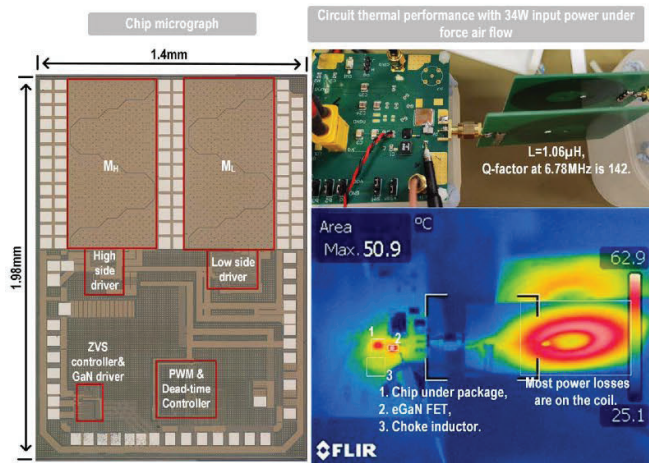 Chip micrograph
Circuit thermal performance with 34W input power under
force air flow
1.4mm
1.98mm
MH
ML
High
side
driver
Low side
driver
ZVS
controller&
GaN driver
PWM &
Dead-time
Controller
L=1.06μH,
Q-factor at 6.78MHz is 142.
Area
Max. 50.9
°C
62.9
1
2
3
1. Chip under package,
2. eGaN FET,
3. Choke inductor.
Most power losses
are on the coil.
25.1
FLIR